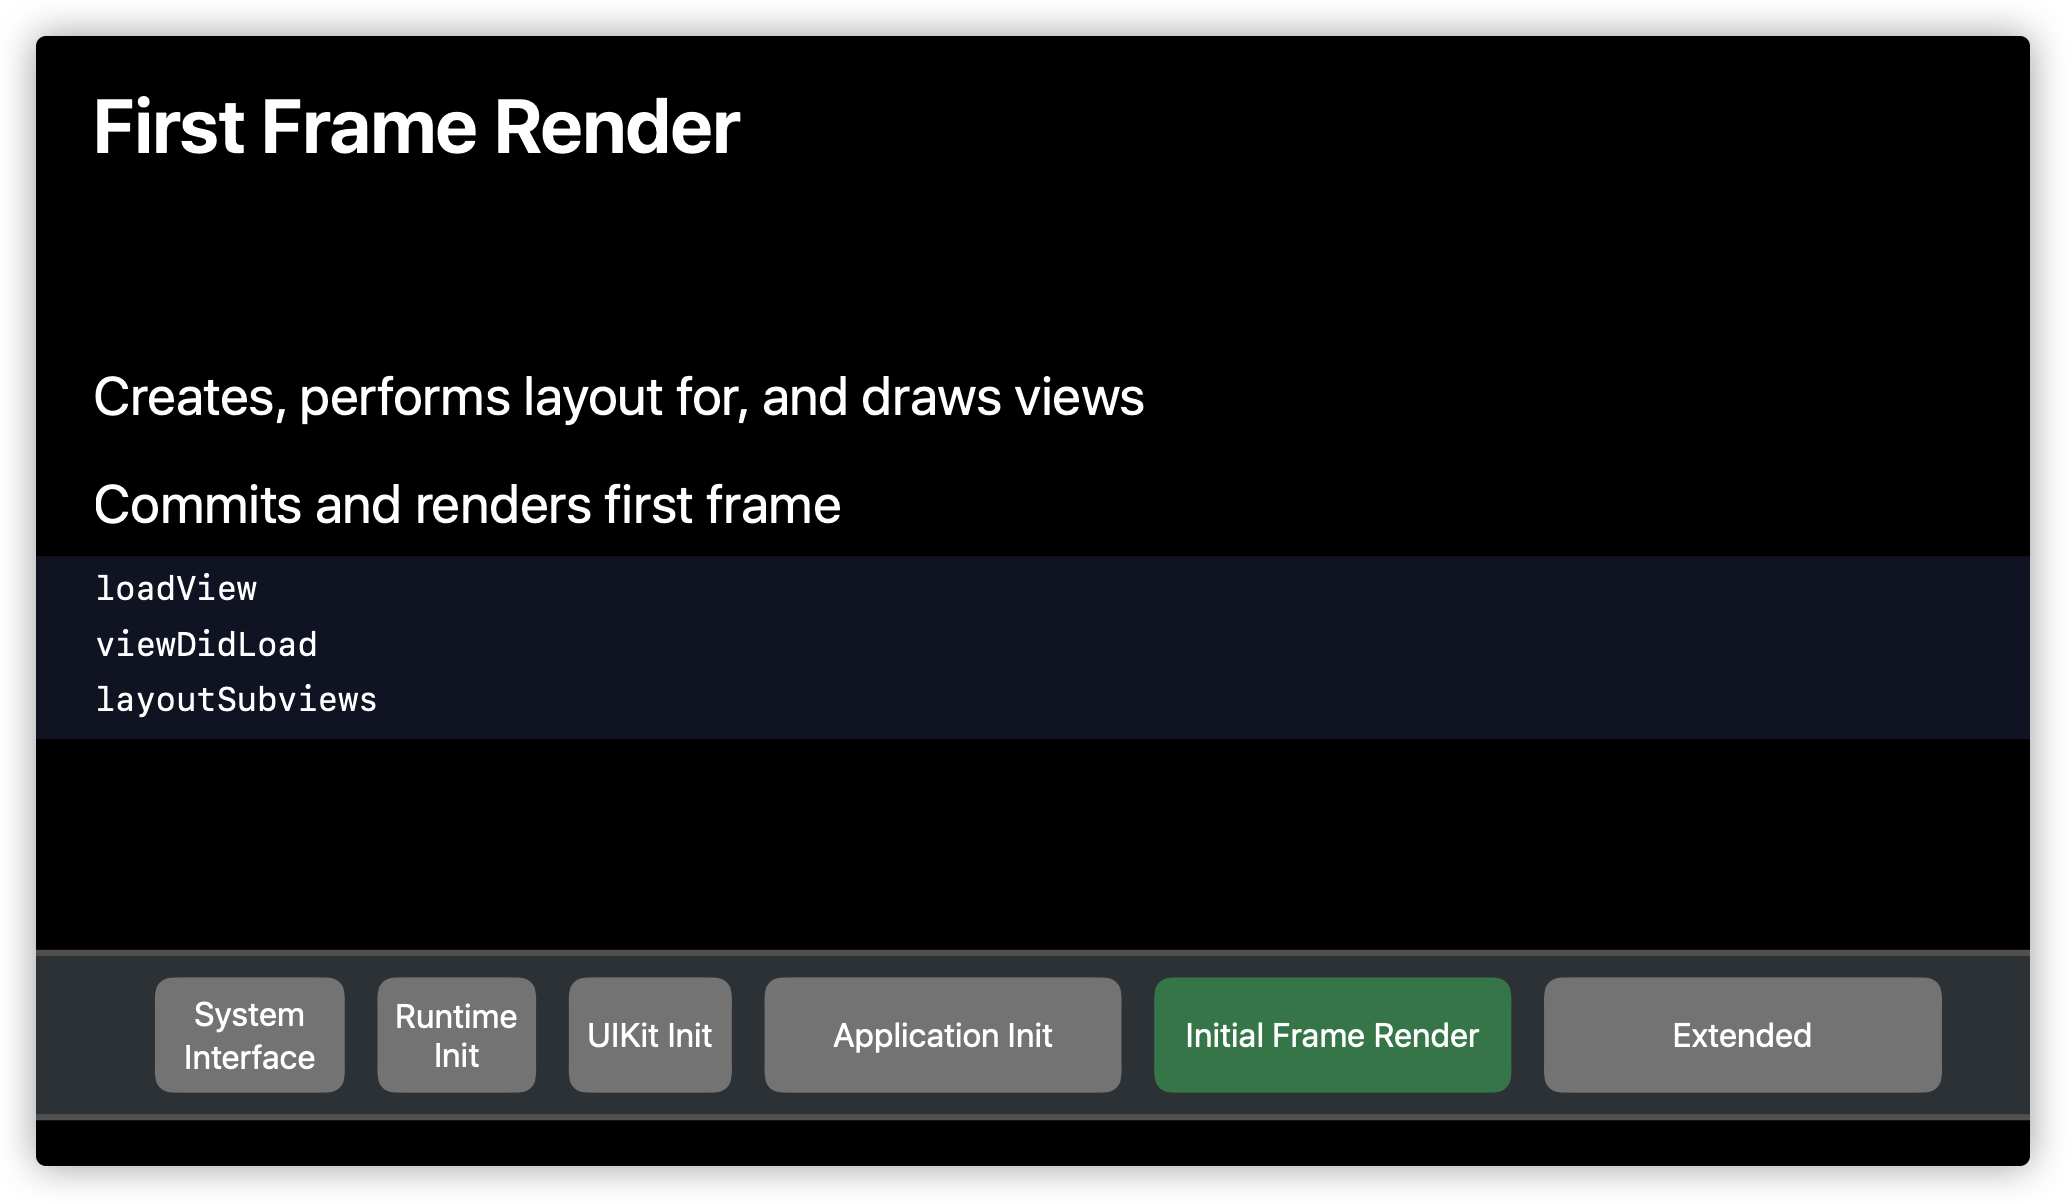 First Frame Render
Creates, performs layout for, and draws views
Commits and renders first frame
loadView
viewDidLoad
layoutSubviews
System
Interface
Runtime
Init
UIKit Init
Application Init
Initial Frame Render
Extended